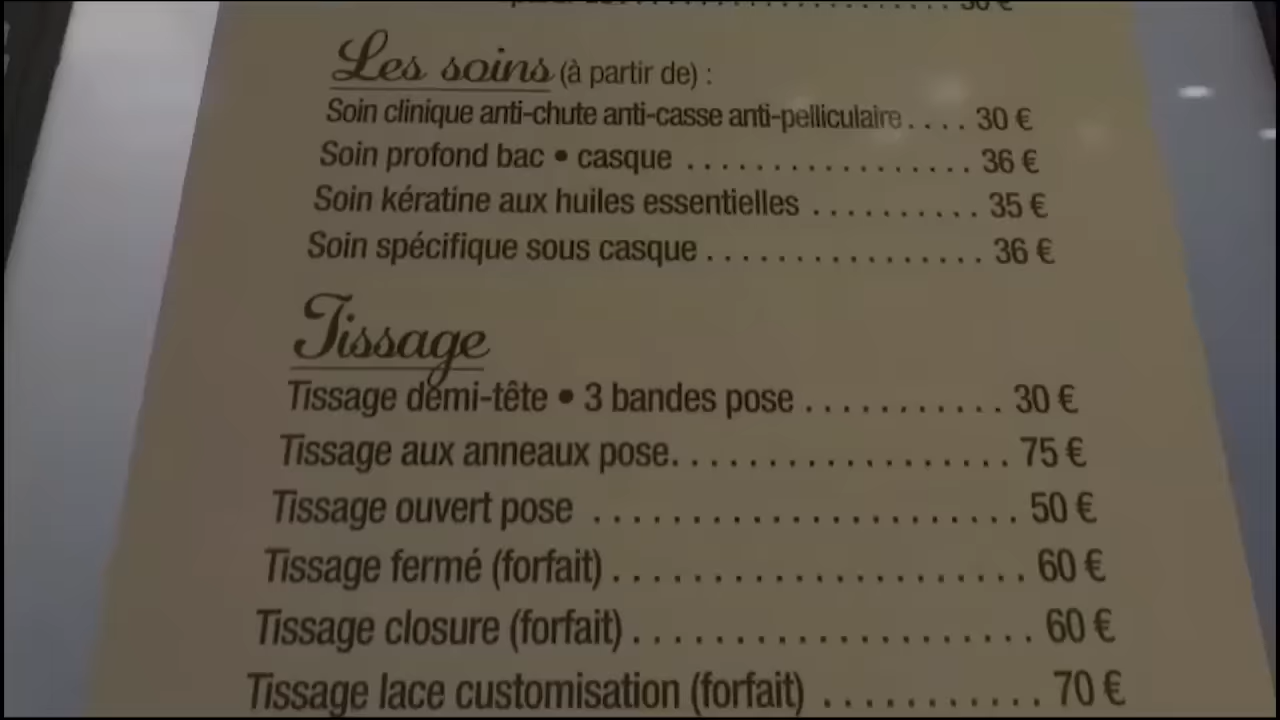 Les soins (à partir de) :
Soin clinique anti-chute anti-casse anti-pelliculaire.... 30 €
Soin profond bac • casque ................. 36 €
Soin kératine aux huiles essentielles .......... 35 €
Soin spécifique sous casque................ 36 €
Tissage
Tissage demi-tête • 3 bandes pose ........... 30 €
Tissage aux anneaux pose.................. 75 €
Tissage ouvert pose ...................... 50 €
Tissage fermé (forfait)..................... 60 €
Tissage closure (forfait).................... 60 €
Tissage lace customisation (forfait) ........... 70 €